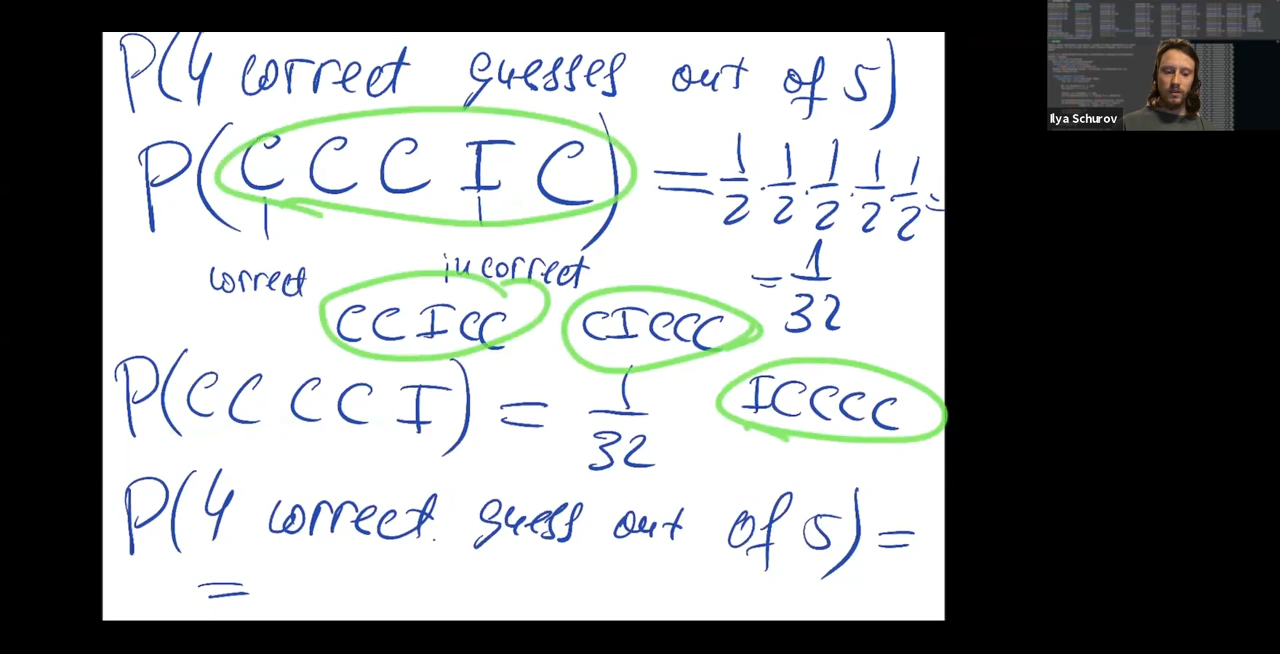 P(4 correct guesses out of 5)
P(C C C I C) = 1/2 · 1/2 · 1/2 · 1/2 · 1/2 =
correct incorrect = 1/32
CCICC CICCC
P(CCCCI) = 1/32 ICCCC
P(4 correct guess out of 5) =
=
Ilya Schurov